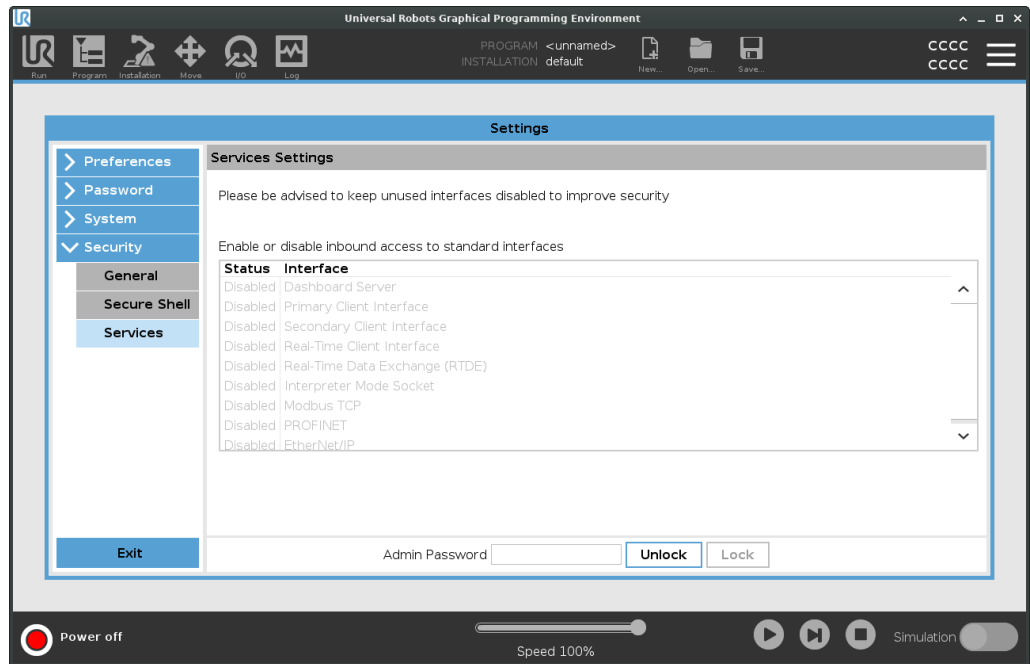 UR
Universal Robots Graphical Programming Environment
UR
PROGRAM <unnamed>
INSTALLATION default
CCCC
CCCC
Run
Program
Installation
Move
I/O
Log
New...
Open...
Save...
Settings
Preferences
Password
System
Security
General
Secure Shell
Services
Exit
Services Settings
Please be advised to keep unused interfaces disabled to improve security
Enable or disable inbound access to standard interfaces
Status Interface
Disabled Dashboard Server
Disabled Primary Client Interface
Disabled Secondary Client Interface
Disabled Real-Time Client Interface
Disabled Real-Time Data Exchange (RTDE)
Disabled Interpreter Mode Socket
Disabled Modbus TCP
Disabled PROFINET
Disabled EtherNet/IP
Admin Password Unlock Lock
Power off
Speed 100%
Simulation